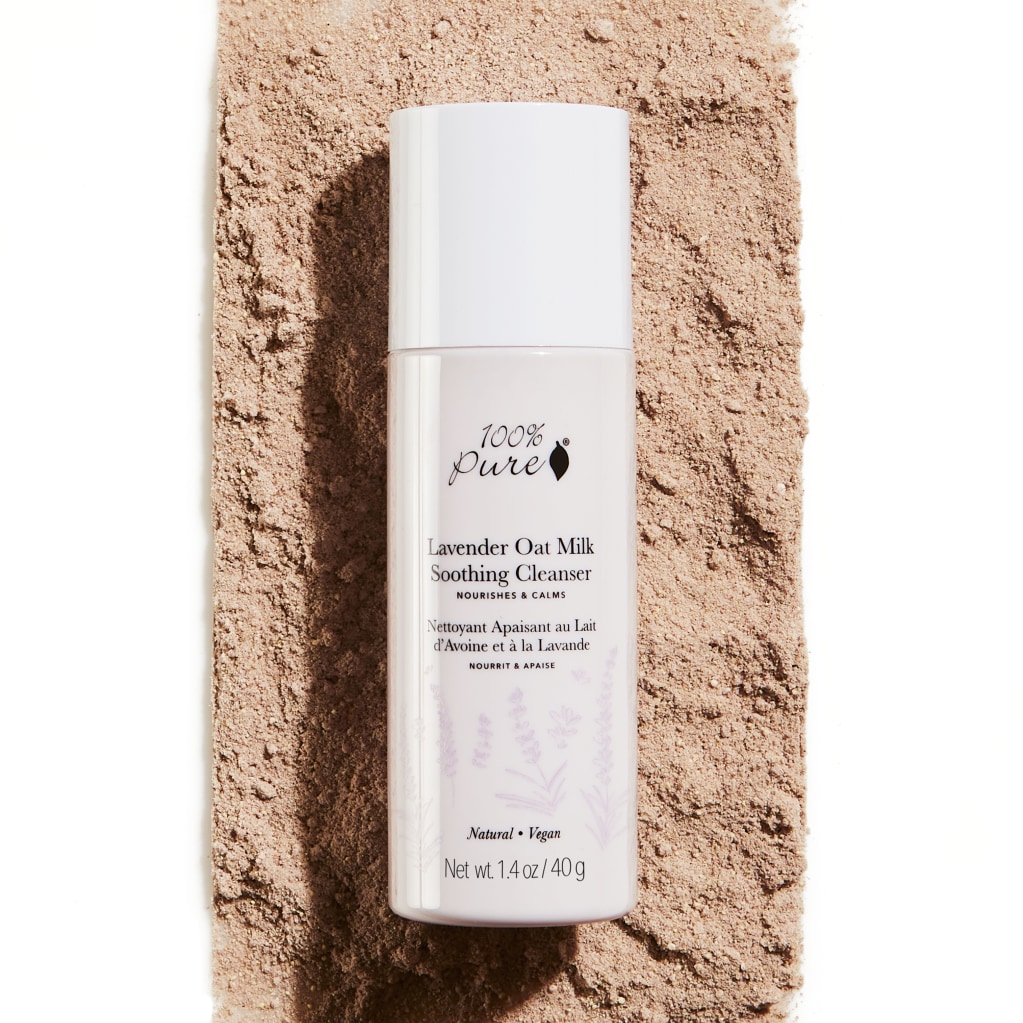 100%
Pure®
Lavender Oat Milk
Soothing Cleanser
NOURISHES & CALMS
Nettoyant Apaisant au Lait
d'Avoine et à la Lavande
NOURRIT & APAISE
Natural • Vegan
Net wt. 1.4 oz / 40 g